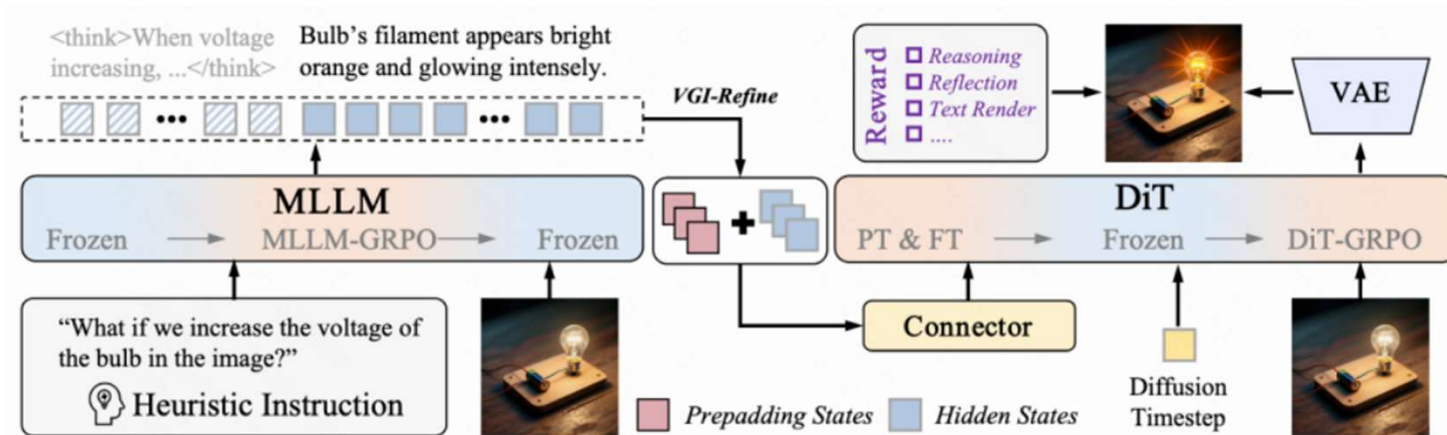 <think>When voltage
increasing, ...</think>
Bulb's filament appears bright
orange and glowing intensely.
VGI-Refine
Reward
Reasoning
Reflection
Text Render
....
VAE
MLLM
Frozen
MLLM-GRPO
Frozen
DiT
PT & FT
Frozen
DiT-GRPO
"What if we increase the voltage of
the bulb in the image?"
Heuristic Instruction
Connector
Diffusion
Timestep
Prepadding States
Hidden States